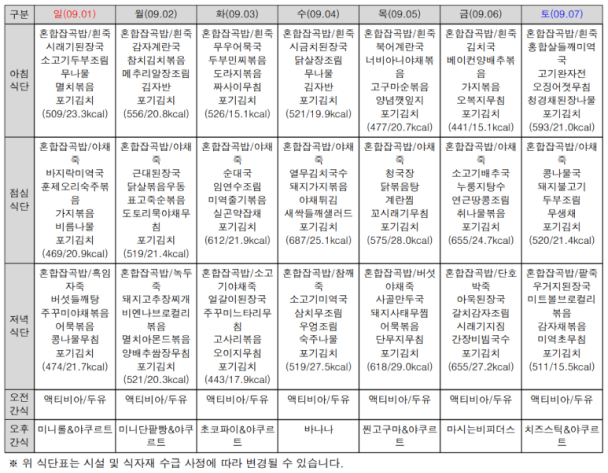 구분 일(09.01) 월(09.02) 화(09.03) 수(09.04) 목(09.05) 금(09.06) 토(09.07)
아침
식단
혼합잡곡밥/흰죽
시래기된장국
소고기두부조림
무나물
멸치볶음
포기김치
(509/23.3kcal)
혼합잡곡밥/흰죽
감자계란국
참치김치볶음
메추리알장조림
김자반
포기김치
(556/20.8kcal)
혼합잡곡밥/흰죽
무우어묵국
두부민찌볶음
도라지볶음
짜사이무침
포기김치
(526/15.1kcal)
혼합잡곡밥/흰죽
시금치된장국
닭살장조림
무나물
김자반
포기김치
(521/19.9kcal)
혼합잡곡밥/흰죽
북어계란국
너비아니야채볶
음
고구마순볶음
양념깻잎지
포기김치
(477/20.7kcal)
혼합잡곡밥/흰죽
김치국
베이컨양배추볶
음
가지볶음
오복지무침
포기김치
(441/15.1kcal)
혼합잡곡밥/흰죽
홍합살들깨미역
국
고기완자전
오징어젓무침
청경채된장나물
포기김치
(593/21.0kcal)
점심
식단
혼합잡곡밥/야채
죽
바지락미역국
훈제오리숙주볶
음
가지볶음
비름나물
포기김치
(469/20.9kcal)
혼합잡곡밥/야채
죽
근대된장국
닭살볶음우동
표고죽순볶음
도토리묵야채무
침
(519/21.4kcal)
혼합잡곡밥/야채
죽
순대국
임연수조림
미역줄기볶음
실곤약잡채
포기김치
(612/21.9kcal)
혼합잡곡밥/야채
죽
열무김치국수
돼지가지볶음
야채튀김
새싹들깨샐러드
포기김치
(687/25.1kcal)
혼합잡곡밥/야채
죽
청국장
닭볶음탕
계란찜
꼬시래기무침
포기김치
(575/28.0kcal)
혼합잡곡밥/야채
죽
소고기배추국
누룽지탕수
연근땅콩조림
취나물볶음
포기김치
(655/24.7kcal)
혼합잡곡밥/야채
죽
콩나물국
돼지불고기
두부조림
무생채
포기김치
(520/21.4kcal)
저녁
식단
혼합잡곡밥/흑임
자죽
버섯들깨탕
주꾸미야채볶음
어묵볶음
콩나물무침
포기김치
(474/21.7kcal)
혼합잡곡밥/녹두
죽
돼지고추장찌개
비엔나브로컬리
볶음
멸치아몬드볶음
양배추쌈장무침
포기김치
(521/20.3kcal)
혼합잡곡밥/소고
기야채죽
얼갈이된장국
주꾸미느타리무
침
고사리볶음
오이지무침
포기김치
(443/17.9kcal)
혼합잡곡밥/참깨
죽
소고기미역국
삼치무조림
우엉조림
숙주나물
포기김치
(519/27.5kcal)
혼합잡곡밥/버섯
야채죽
사골만두국
돼지사태무찜
어묵볶음
단무지무침
포기김치
(618/29.0kcal)
혼합잡곡밥/단호
박죽
아욱된장국
갈치감자조림
시래기지짐
간장비빔국수
포기김치
(655/27.2kcal)
혼합잡곡밥/팥죽
우거지된장국
미트볼브로컬리
볶음
감자채볶음
미역초무침
포기김치
(511/15.5kcal)
오전
간식
액티비아/두유 액티비아/두유 액티비아/두유 액티비아/두유 액티비아/두유 액티비아/두유 액티비아/두유
오후
간식
미니롤&야쿠르트
미니단팥빵&야쿠
르트
초코파이&야쿠르
트
바나나
찐고구마&야쿠르
트
마시는비피더스
치즈스틱&야쿠르
트
※ 위 식단표는 시설 및 식자재 수급 사정에 따라 변경될 수 있습니다.